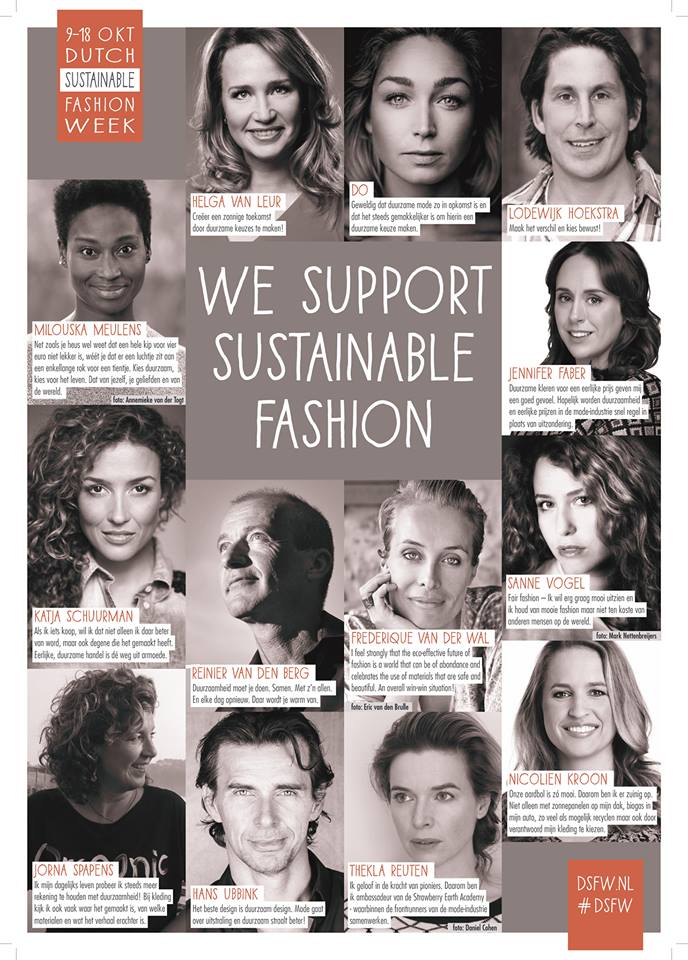 9-18 OKT
DUTCH
SUSTAINABLE
FASHION
WEEK
HELGA VAN LEUR
Creëer een zonnige toekomst
door duurzame keuzes te maken!
DO
Geweldig dat duurzame mode zo in opkomst is en
dat het steeds gemakkelijker is om hierin een
duurzame keuze te maken.
LODEWIJK HOEKSTRA
Maak het verschil en kies bewust!
MILOUSKA MEULENS
Net zoals je heus wel weet dat een hele kip voor vier
euro niet lekker is, wéét je dat er een luchtje zit aan
een enkellange rok voor een tientje. Kies duurzaam,
kies voor het leven. Dat van jezelf, je geliefden en van
de wereld.
foto: Annemieke van der Togt
WE SUPPORT
SUSTAINABLE
FASHION
JENNIFER FABER
Duurzame kleren voor een eerlijke prijs geven mij
een goed gevoel. Hopelijk worden duurzaamheid
en eerlijke prijzen in de mode-industrie snel regel in
plaats van uitzondering.
KATJA SCHUURMAN
Als ik iets koop, wil ik dat niet alleen ik daar beter
van word, maar ook degene die het gemaakt heeft.
Eerlijke, duurzame handel is dé weg uit armoede.
REINIER VAN DEN BERG
Duurzaamheid moet je doen. Samen. Met z'n allen.
En elke dag opnieuw. Daar wordt je warm van.
FREDERIQUE VAN DER WAL
I feel strongly that the eco-effective future of
fashion is a world that can be of abondance and
celebrates the use of materials that are safe and
beautiful. An overall win-win situation!
foto: Eric van den Brulle
SANNE VOGEL
Fair fashion – Ik wil erg graag mooi uitzien en
ik houd van mooie fashion maar niet ten koste van
anderen mensen op de wereld.
foto: Mark Nottenbreijers
JORNA SPAPENS
Ik mijn dagelijks leven probeer ik steeds meer
rekening te houden met duurzaamheid! Bij kleding
kijk ik ook vaak waar het gemaakt is, van welke
materialen en wat het verhaal erachter is.
Organic
HANS UBBINK
Het beste design is duurzaam design. Mode gaat
over uitstraling en duurzaam straalt beter!
THEKLA REUTEN
Ik geloof in de kracht van pioniers. Daarom ben
ik ambassadeur van de Strawberry Earth Academy
- waarbinnen de frontrunners van de mode-industrie
samenwerken.
foto: Daniel Cohen
NICOLIEN KROON
Onze aardbol is zó mooi. Daarom ben ik er zuinig op.
Niet alleen met zonnepanelen op mijn dak, biogas in
mijn auto, zo veel als mogelijk recyclen maar ook door
verantwoord mijn kleding te kiezen.
DSFW.NL
#DSFW